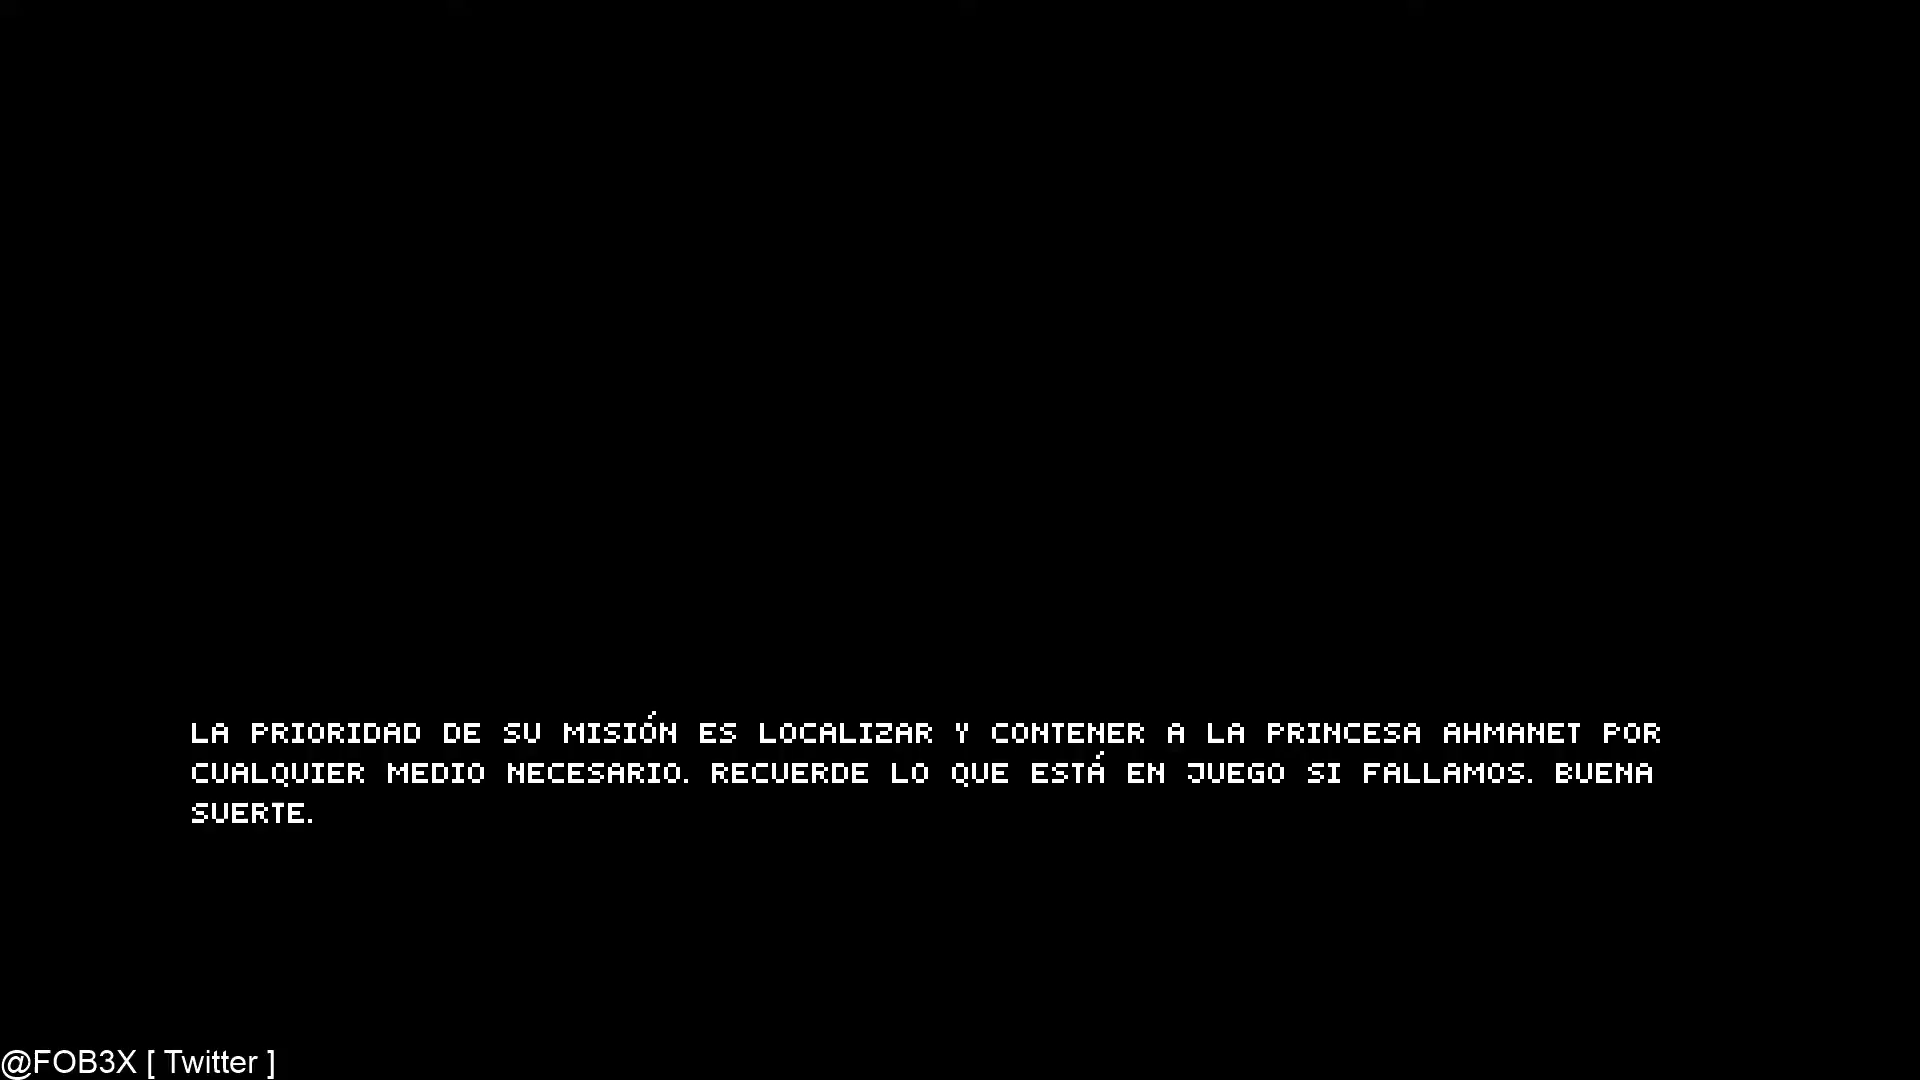 LA PRIORIDAD DE SU MISIÓN ES LOCALIZAR Y CONTENER A LA PRINCESA AHMANET POR
CUALQUIER MEDIO NECESARIO. RECUERDE LO QUE ESTÁ EN JUEGO SI FALLAMOS. BUENA
SUERTE.
@FOB3X [ Twitter ]